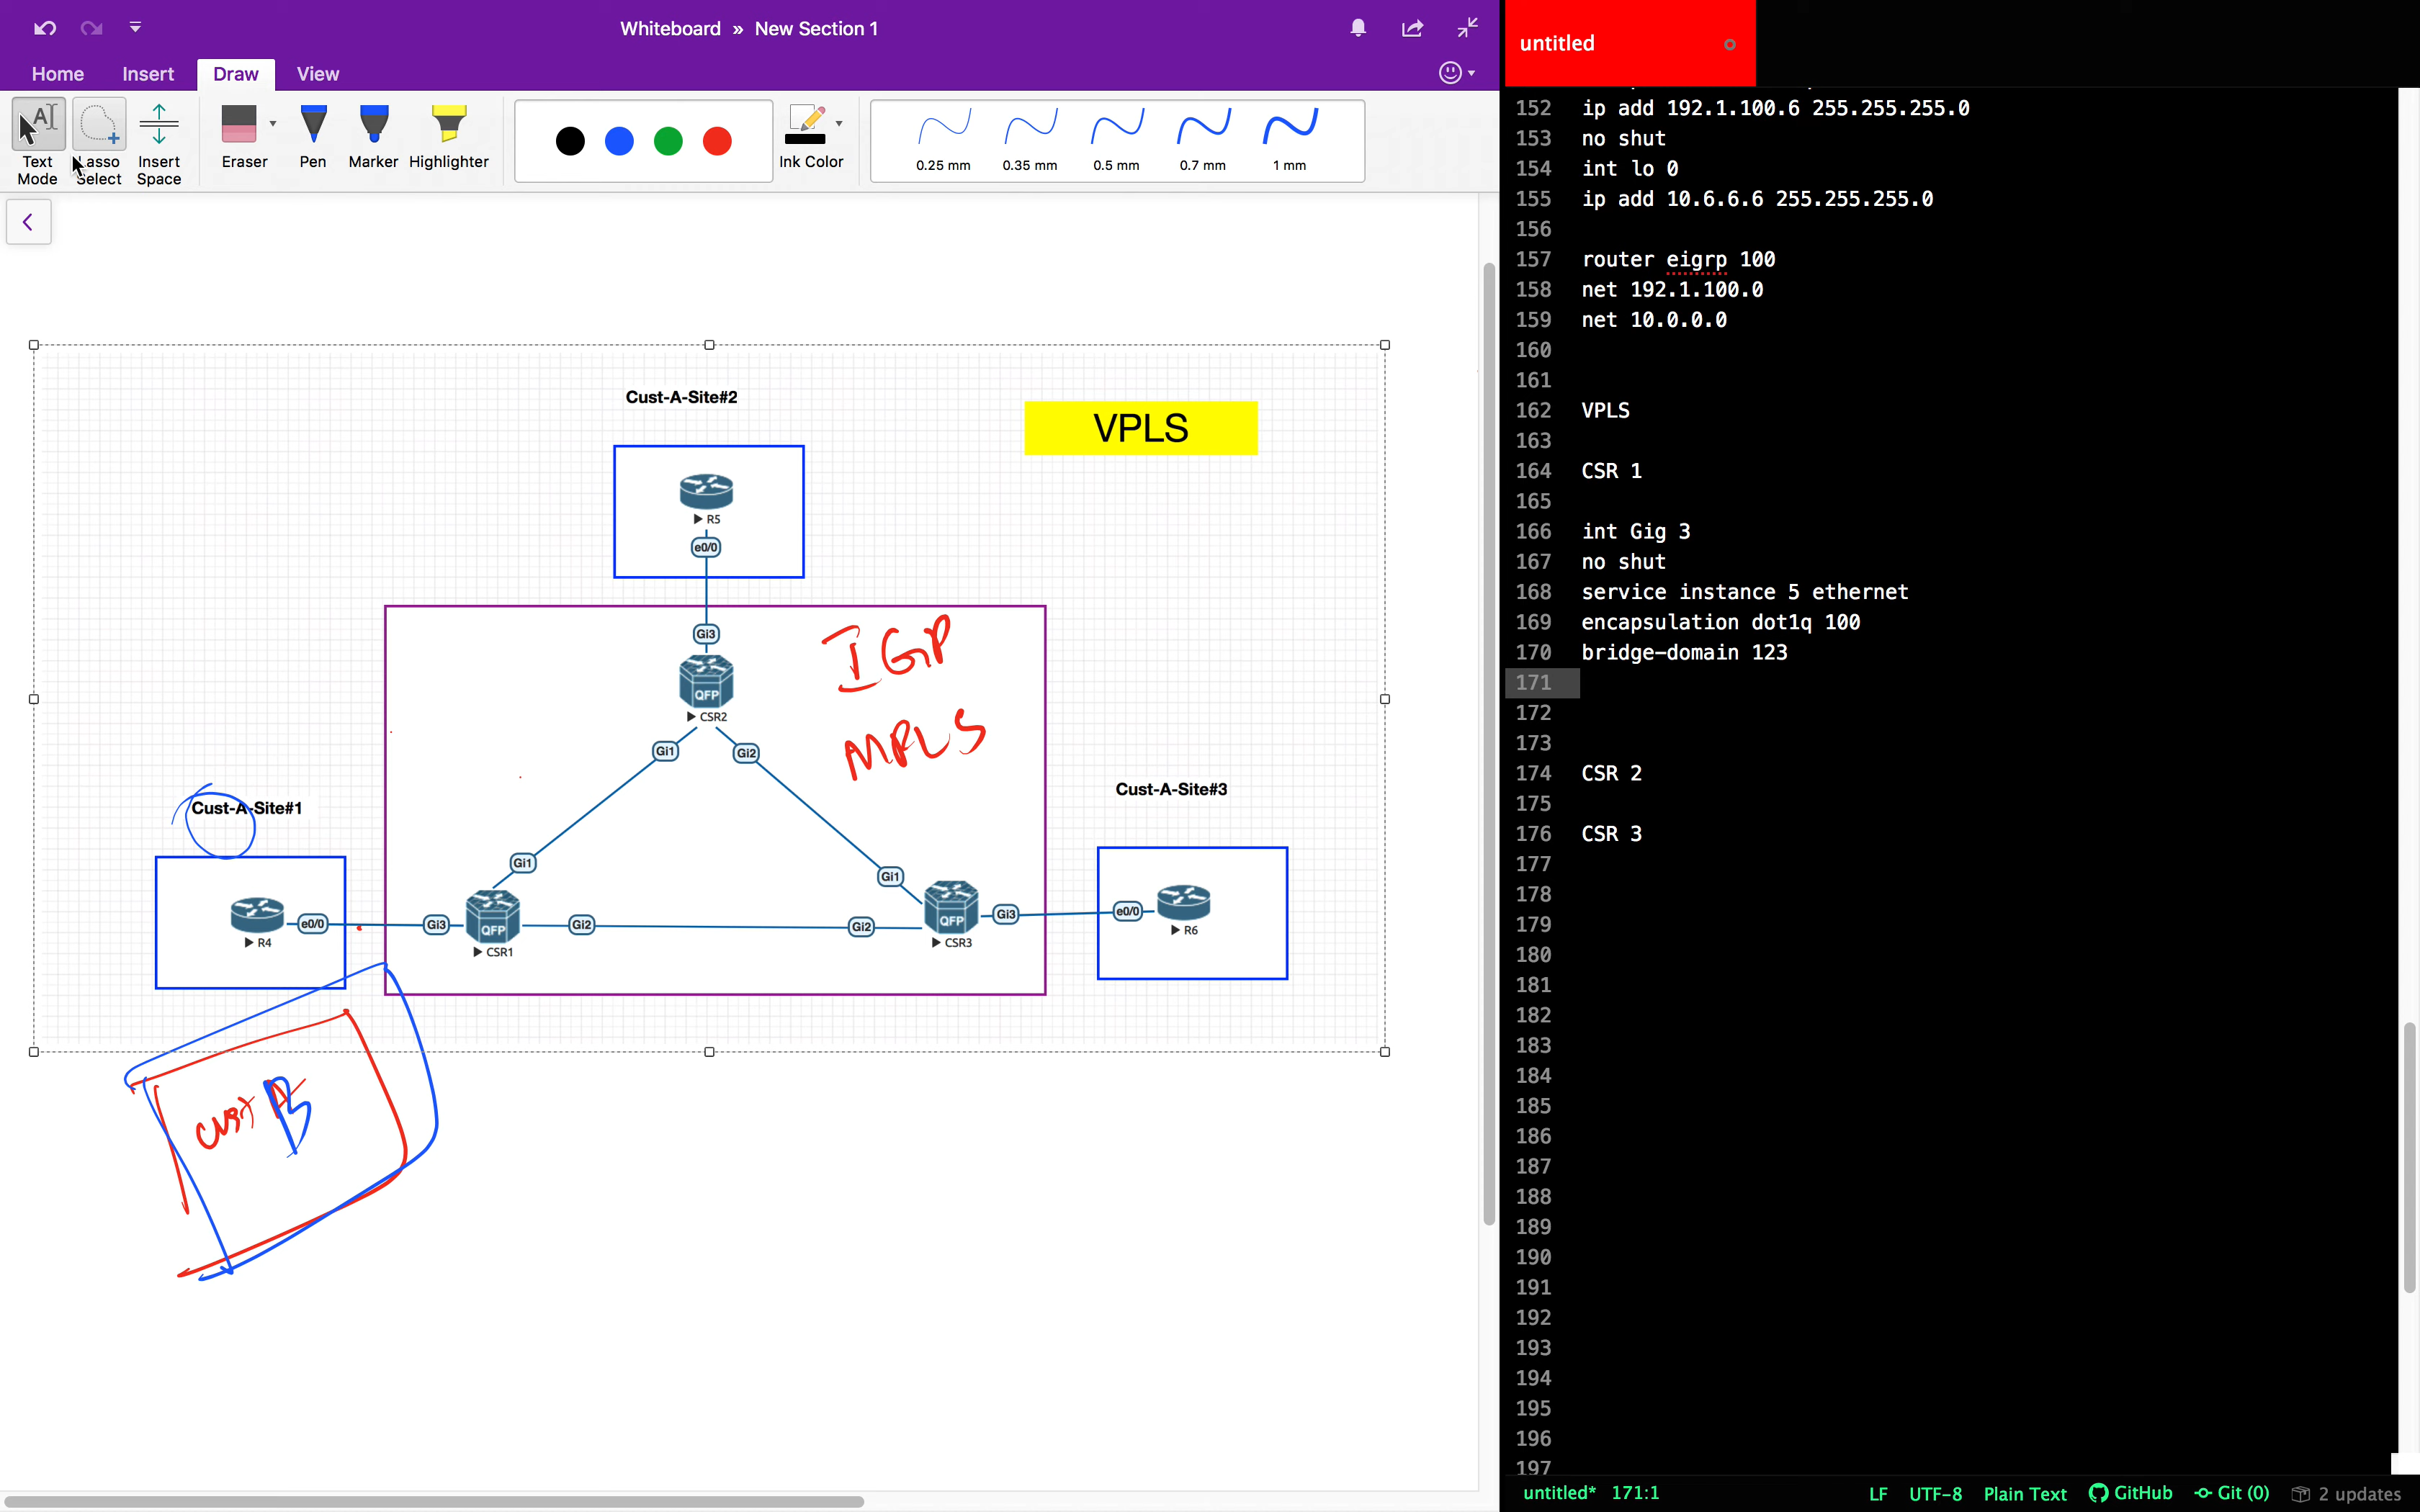 Whiteboard » New Section 1
Home Insert Draw View
Text Mode
Lasso Select
Insert Space
Eraser
Pen
Marker
Highlighter
Ink Color
0.25 mm
0.35 mm
0.5 mm
0.7 mm
1 mm
Cust-A-Site#2
VPLS
R5
e0/0
Gi3
IGP
QFP
CSR2
MPLS
Gi1
Gi2
Cust-A-Site#3
Cust-A-Site#1
Gi1
Gi1
R4
e0/0
Gi3
QFP
CSR1
Gi2
Gi2
QFP
CSR3
Gi3
e0/0
R6
cust B
untitled
152 ip add 192.1.100.6 255.255.255.0
153 no shut
154 int lo 0
155 ip add 10.6.6.6 255.255.255.0
156
157 router eigrp 100
158 net 192.1.100.0
159 net 10.0.0.0
160
161
162 VPLS
163
164 CSR 1
165
166 int Gig 3
167 no shut
168 service instance 5 ethernet
169 encapsulation dot1q 100
170 bridge-domain 123
171
172
173
174 CSR 2
175
176 CSR 3
177
178
179
180
181
182
183
184
185
186
187
188
189
190
191
192
193
194
195
196
197
untitled* 171:1 LF UTF-8 Plain Text GitHub Git (0) 2 updates